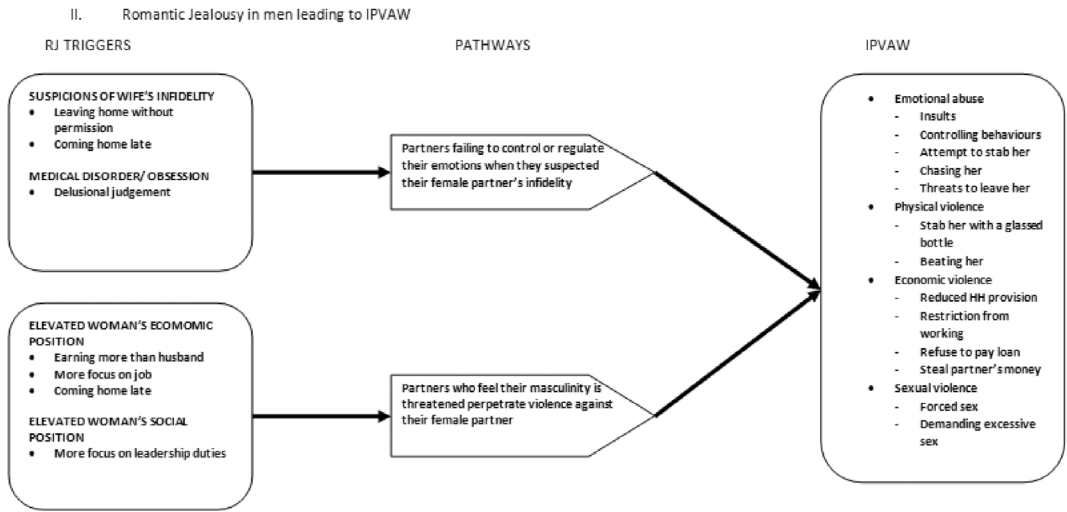 II. Romantic Jealousy in men leading to IPVAW
RJ TRIGGERS
PATHWAYS
IPVAW
SUSPICIONS OF WIFE'S INFIDELITY
• Leaving home without
permission
• Coming home late
MEDICAL DISORDER/ OBSESSION
• Delusional judgement
Partners failing to control or regulate
their emotions when they suspected
their female partner's infidelity
ELEVATED WOMAN'S ECOMOMIC
POSITION
• Earning more than husband
• More focus on job
• Coming home late
ELEVATED WOMAN'S SOCIAL
POSITION
• More focus on leadership duties
Partners who feel their masculinity is
threatened perpetrate violence against
their female partner
• Emotional abuse
- Insults
- Controlling behaviours
- Attempt to stab her
- Chasing her
- Threats to leave her
• Physical violence
- Stab her with a glassed
bottle
- Beating her
• Economic violence
- Reduced HH provision
- Restriction from
working
- Refuse to pay loan
- Steal partner's money
• Sexual violence
- Forced sex
- Demanding excessive
sex